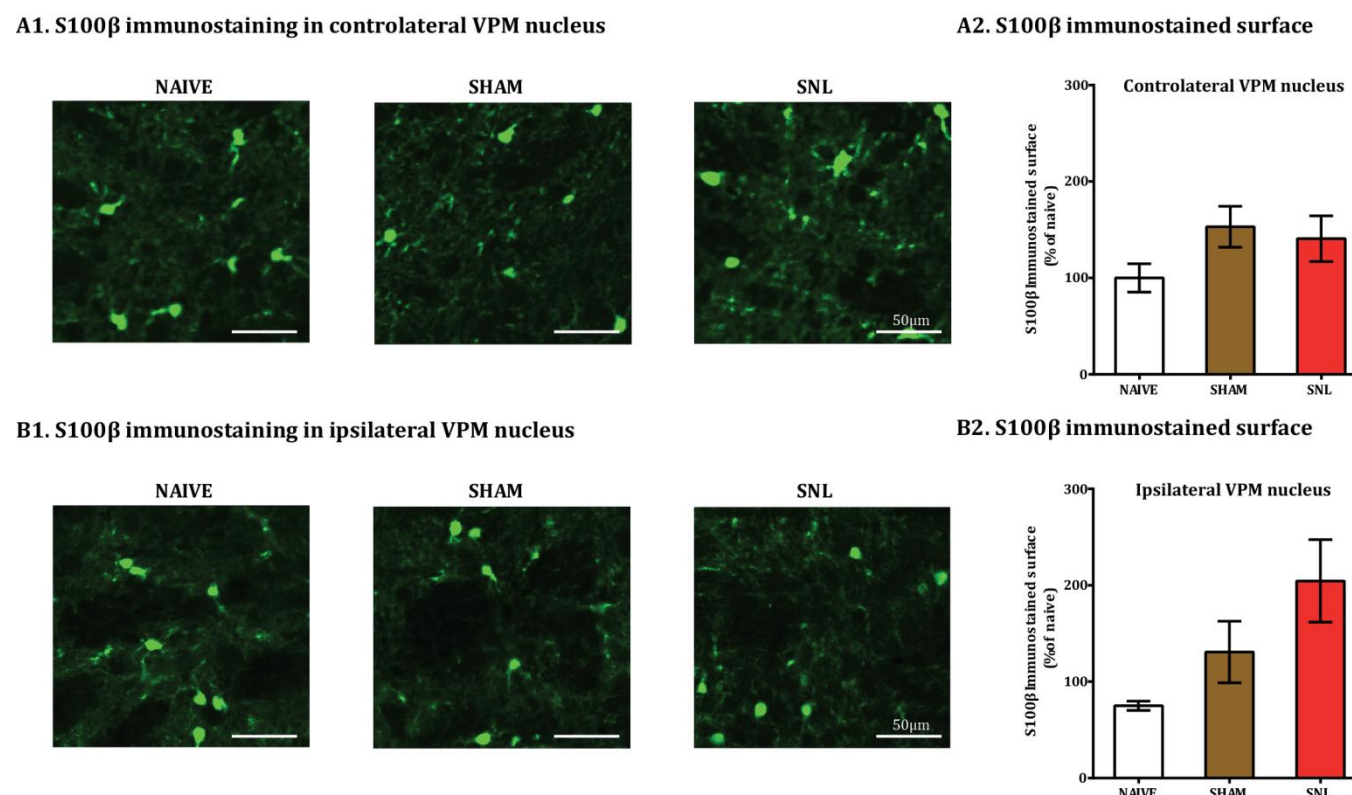 A1. S100β immunostaining in controlateral VPM nucleus
NAIVE
SHAM
SNL
50μm
A2. S100β immunostained surface
Controlateral VPM nucleus
S100β Immunostained surface
(% of naive)
300
200
100
0
NAIVE
SHAM
SNL
B1. S100β immunostaining in ipsilateral VPM nucleus
NAIVE
SHAM
SNL
50μm
B2. S100β immunostained surface
Ipsilateral VPM nucleus
S100β Immunostained surface
(%of naive)
300
200
100
0
NAIVE
SHAM
SNL